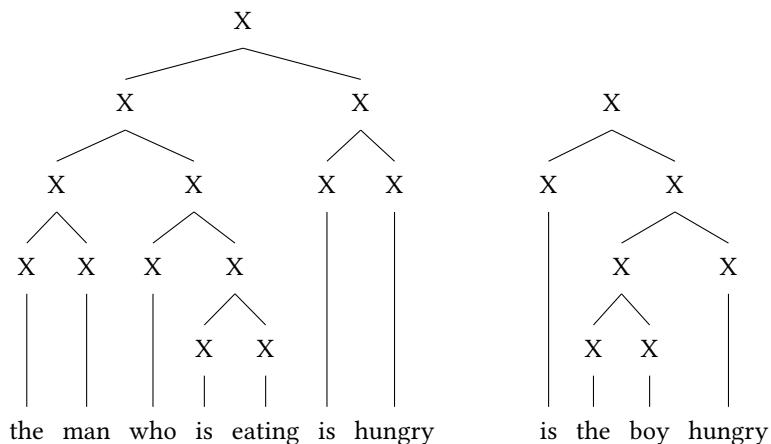 X
X X X
X X X X X X
X X X X X X
X X X X
the man who is eating is hungry is the boy hungry